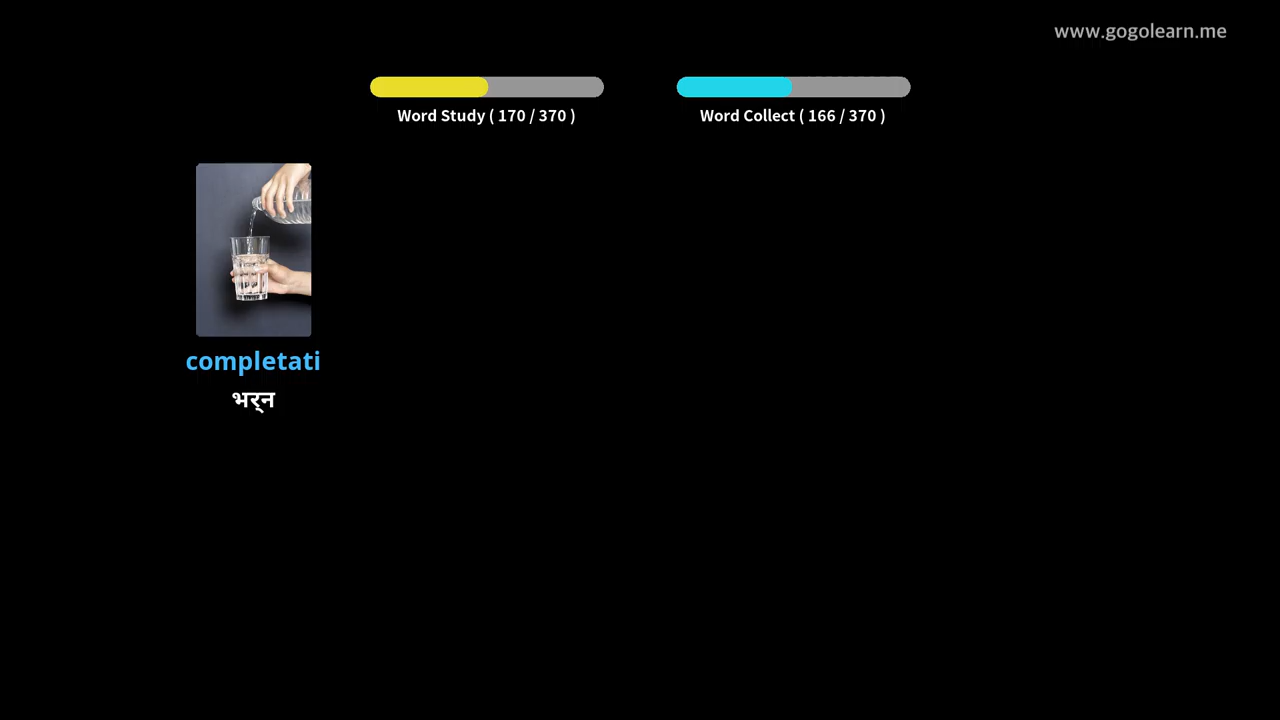 www.gogolearn.me
Word Study ( 170 / 370 )
Word Collect ( 166 / 370 )
completati
भर्न